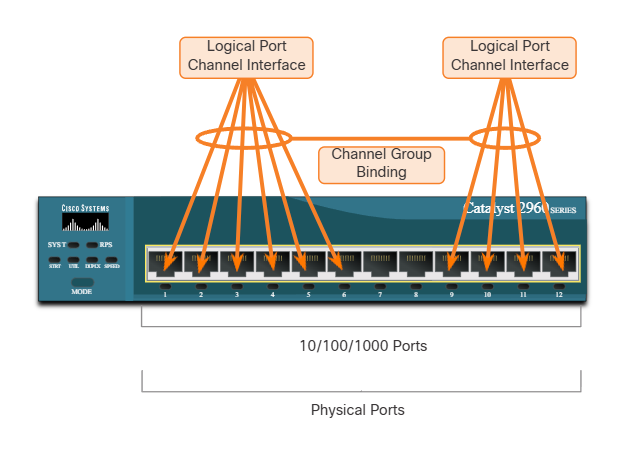 Logical Port
Channel Interface
Logical Port
Channel Interface
Channel Group
Binding
CISCO SYSTEMS
Catalyst 2960 SERIES
SYST RPS
STAT UTIL DUPLX SPEED
MODE
1 2 3 4 5 6 7 8 9 10 11 12
10/100/1000 Ports
Physical Ports